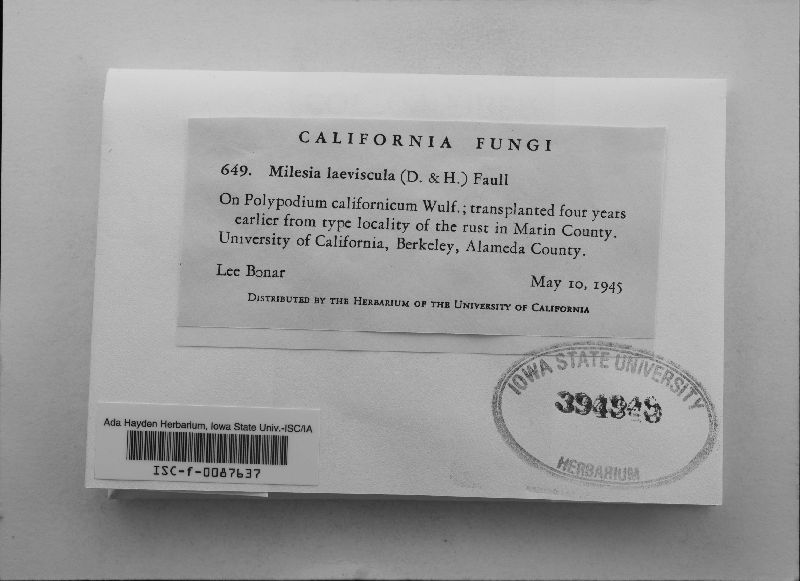 CALIFORNIA FUNGI
649. Milesia laeviscula (D. & H.) Faull
On Polypodium californicum Wulf.; transplanted four years
earlier from type locality of the rust in Marin County.
University of California, Berkeley, Alameda County.
Lee Bonar May 10, 1945
DISTRIBUTED BY THE HERBARIUM OF THE UNIVERSITY OF CALIFORNIA
IOWA STATE UNIVERSITY
HERBARIUM
Ada Hayden Herbarium, Iowa State Univ.-ISC/IA
ISC-f-0087637